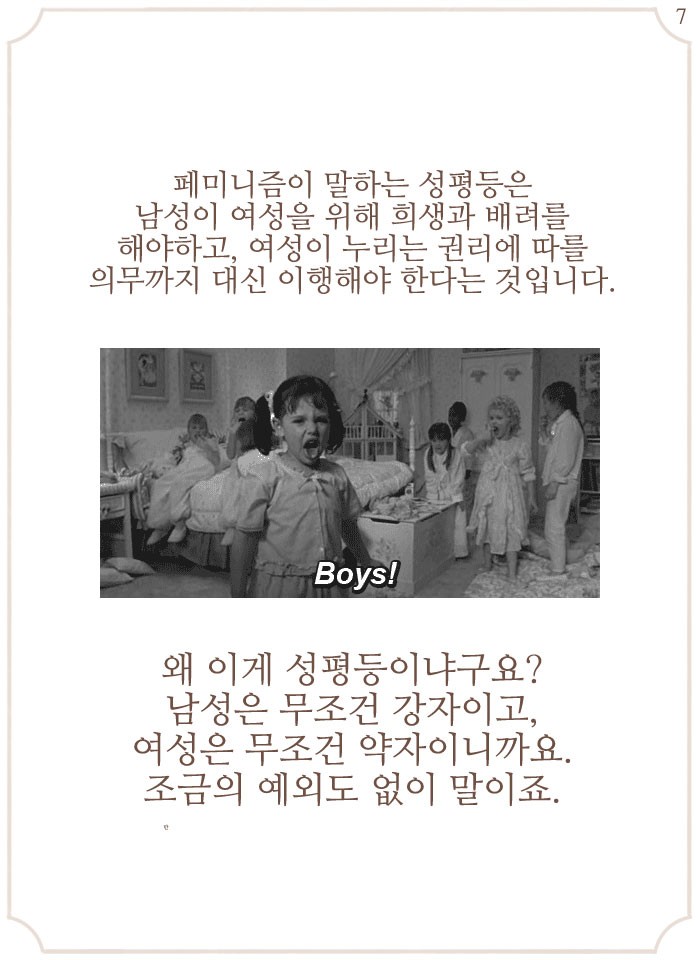 7
페미니즘이 말하는 성평등은
남성이 여성을 위해 희생과 배려를
해야하고, 여성이 누리는 권리에 따를
의무까지 대신 이행해야 한다는 것입니다.
Boys!
왜 이게 성평등이냐구요?
남성은 무조건 강자이고,
여성은 무조건 약자이니까요.
조금의 예외도 없이 말이죠.